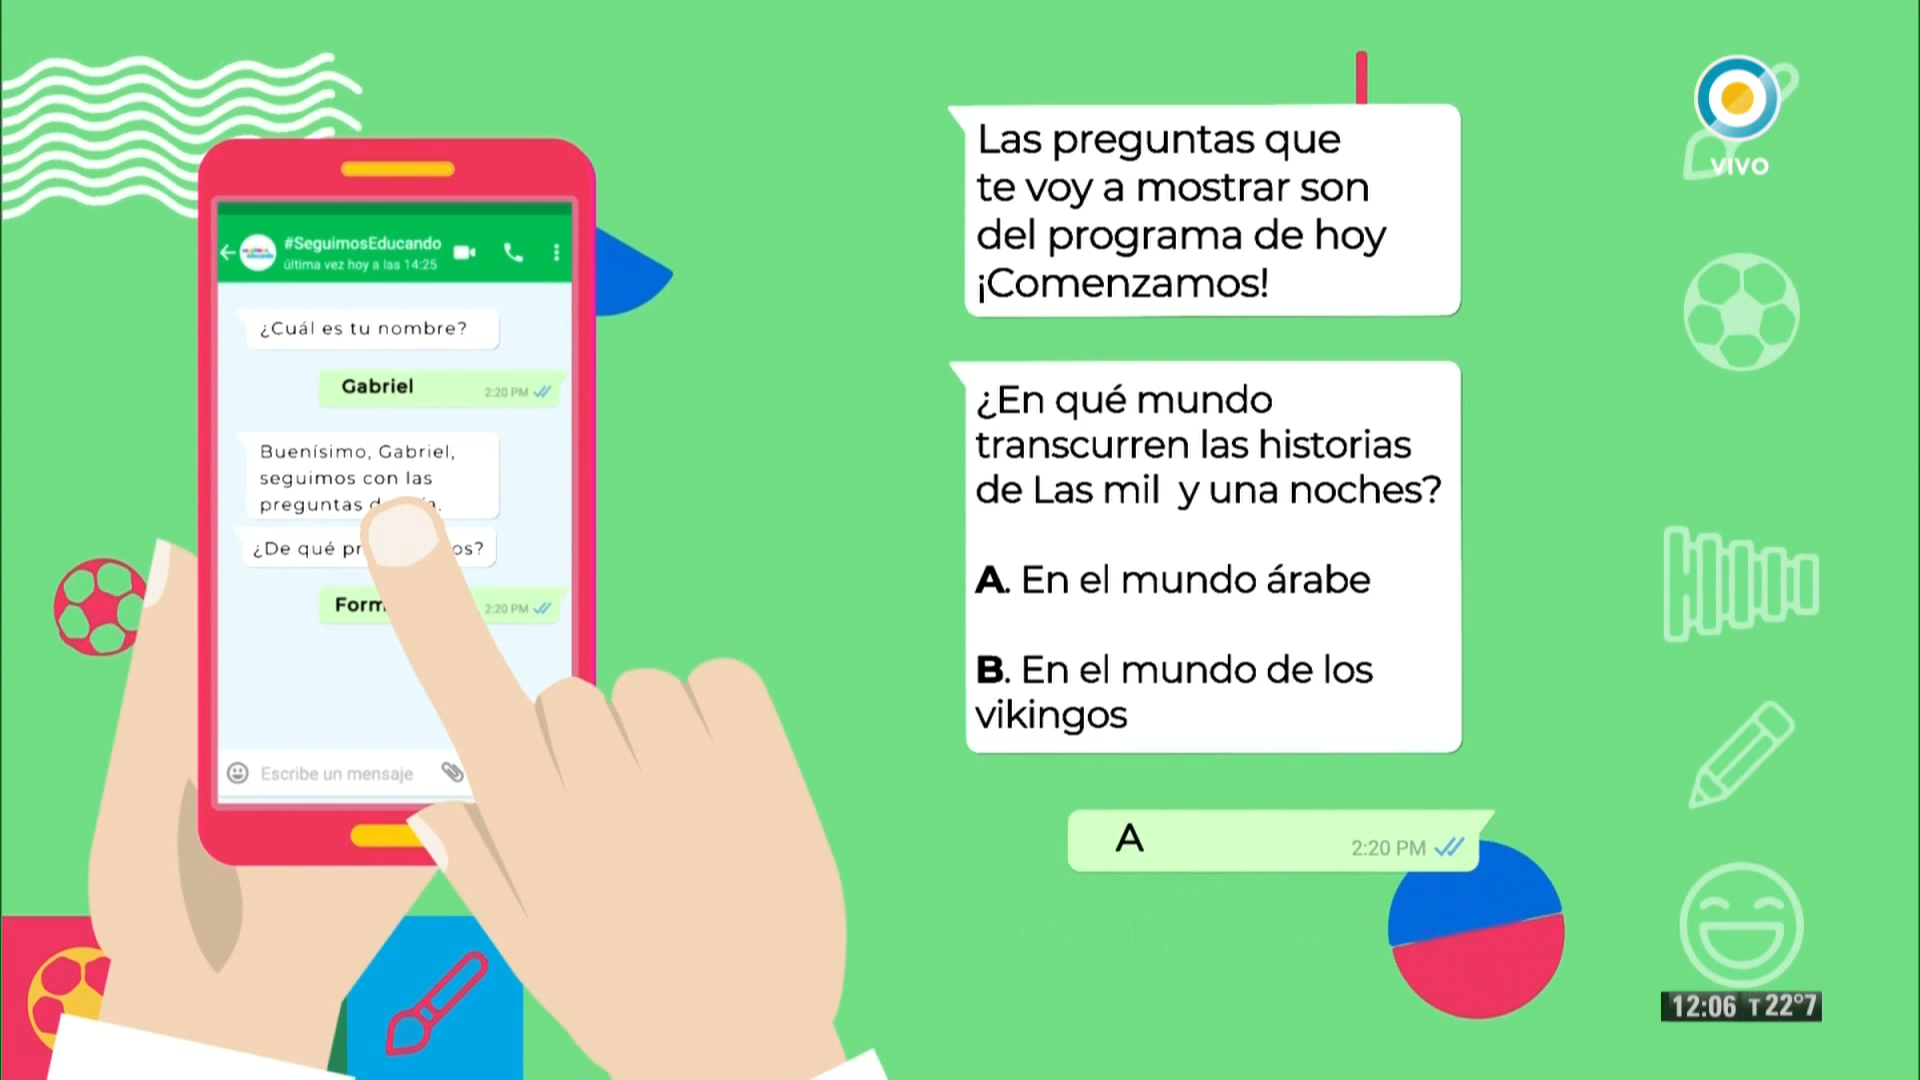 #SeguimosEducando
última vez hoy a las 14:25
¿Cuál es tu nombre?
Gabriel
2:20 PM
Buenísimo, Gabriel,
seguimos con las
preguntas
¿De qué
2:20 PM
Escribe un mensaje
Las preguntas que
te voy a mostrar son
del programa de hoy
¡Comenzamos!
¿En qué mundo
transcurren las historias
de Las mil y una noches?
A. En el mundo árabe
B. En el mundo de los
vikingos
A
2:20 PM
VIVO
12:06 T 22°7